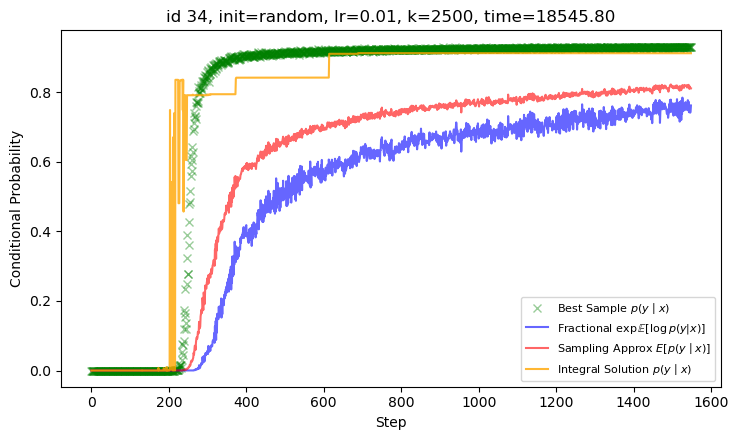 id 34, init=random, lr=0.01, k=2500, time=18545.80
Conditional Probability
0.8
0.6
0.4
0.2
0.0
Best Sample p(y | x)
Fractional exp𝔼[log p(y|x)]
Sampling Approx E[p(y | x)]
Integral Solution p(y | x)
0 200 400 600 800 1000 1200 1400 1600
Step